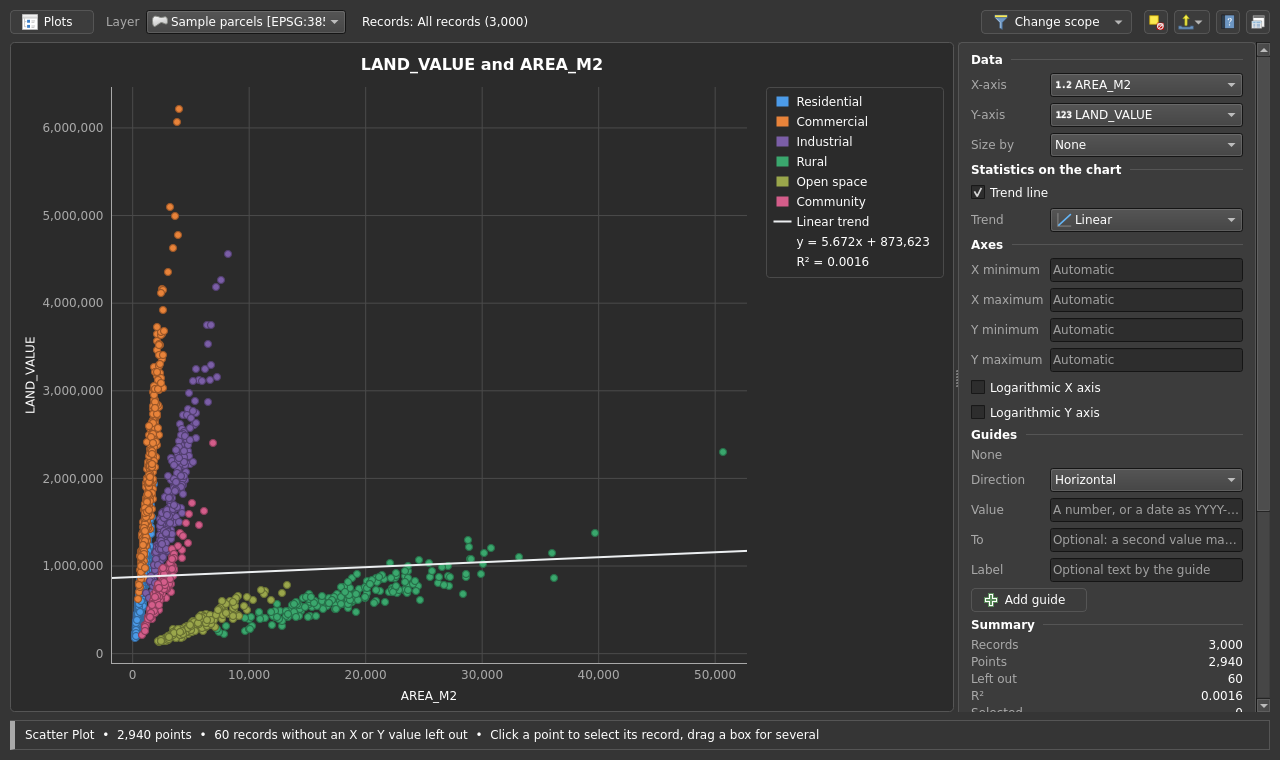 Plots
Layer
Sample parcels [EPSG:38
Records: All records (3,000)
Change scope
LAND_VALUE and AREA_M2
6,000,000
5,000,000
4,000,000
3,000,000
2,000,000
1,000,000
0
LAND_VALUE
0
10,000
20,000
30,000
40,000
50,000
AREA_M2
Residential
Commercial
Industrial
Rural
Open space
Community
Linear trend
y = 5.672x + 873,623
R² = 0.0016
Data
X-axis
1.2 AREA_M2
Y-axis
123 LAND_VALUE
Size by
None
Statistics on the chart
Trend line
Trend
Linear
Axes
X minimum
Automatic
X maximum
Automatic
Y minimum
Automatic
Y maximum
Automatic
Logarithmic X axis
Logarithmic Y axis
Guides
None
Direction
Horizontal
Value
A number, or a date as YYYY-...
To
Optional: a second value ma...
Label
Optional text by the guide
Add guide
Summary
Records
3,000
Points
2,940
Left out
60
R²
0.0016
Selected
0
Scatter Plot • 2,940 points • 60 records without an X or Y value left out • Click a point to select its record, drag a box for several